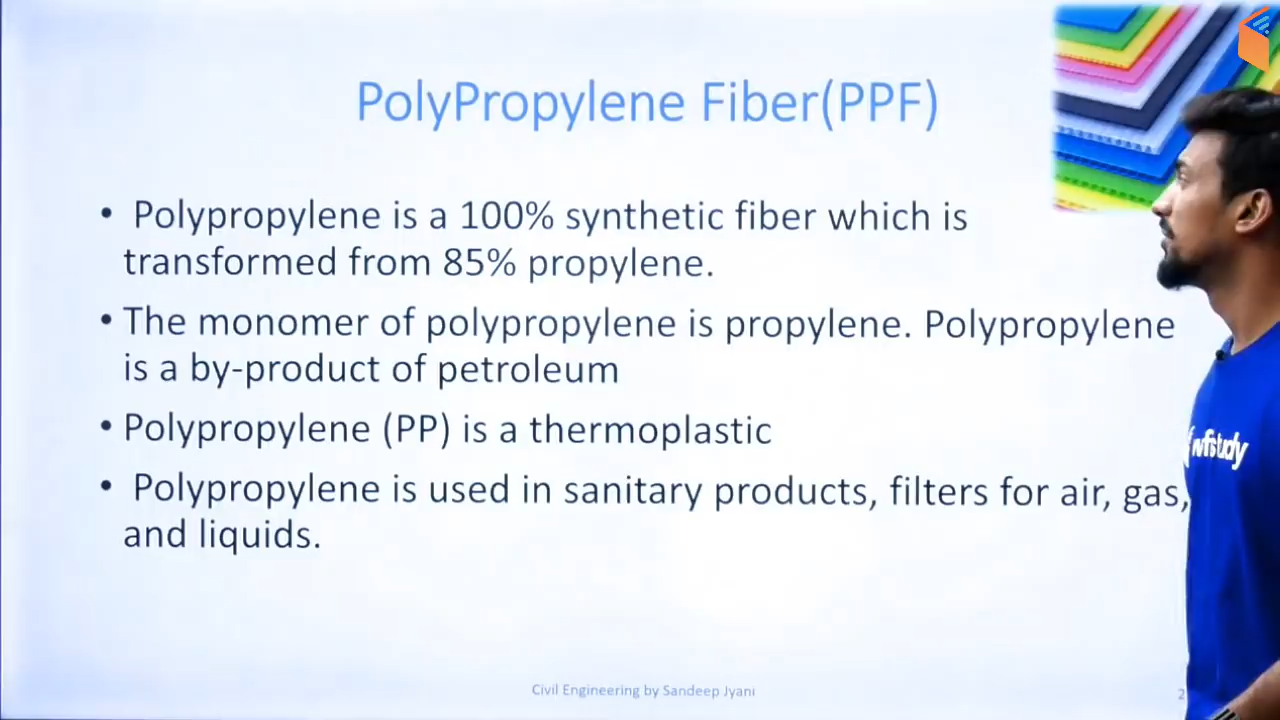 PolyPropylene Fiber(PPF)
• Polypropylene is a 100% synthetic fiber which is
transformed from 85% propylene.
• The monomer of polypropylene is propylene. Polypropylene
is a by-product of petroleum
• Polypropylene (PP) is a thermoplastic
• Polypropylene is used in sanitary products, filters for air, gas,
and liquids.
wifistudy
Civil Engineering by Sandeep Jyani
2